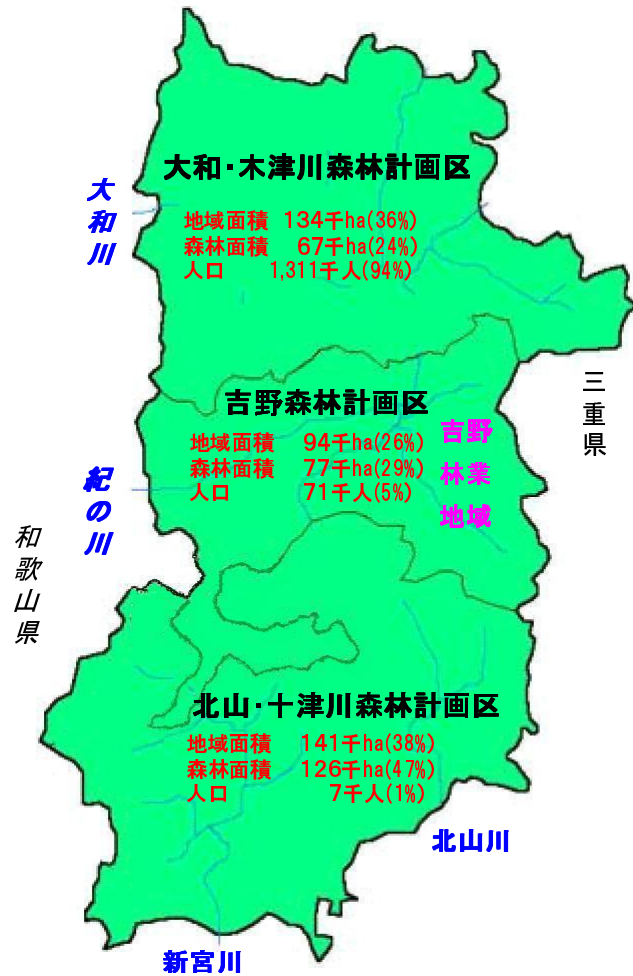 大和・木津川森林計画区
大和川
地域面積 134千ha(36%)
森林面積 67千ha(24%)
人口 1,311千人(94%)
三重県
吉野森林計画区
地域面積 94千ha(26%)
森林面積 77千ha(29%)
人口 71千人(5%)
吉野
林業
地域
紀の川
和歌山県
北山・十津川森林計画区
地域面積 141千ha(38%)
森林面積 126千ha(47%)
人口 7千人(1%)
北山川
新宮川